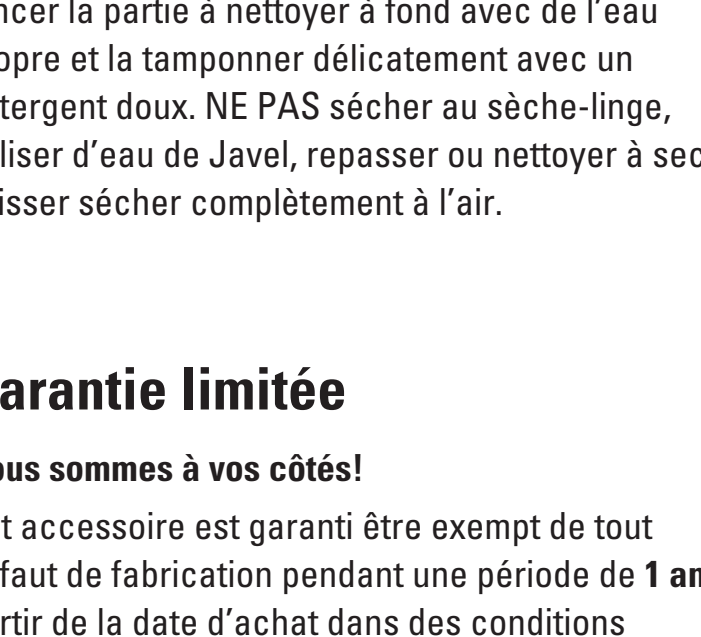 ncer la partie à nettoyer à fond avec de l'eau
opre et la tamponner délicatement avec un
tergent doux. NE PAS sécher au sèche-linge,
liser d'eau de Javel, repasser ou nettoyer à sec
isser sécher complètement à l'air.
arantie limitée
ous sommes à vos côtés!
t accessoire est garanti être exempt de tout
faut de fabrication pendant une période de 1 an
rtir de la date d'achat dans des conditions